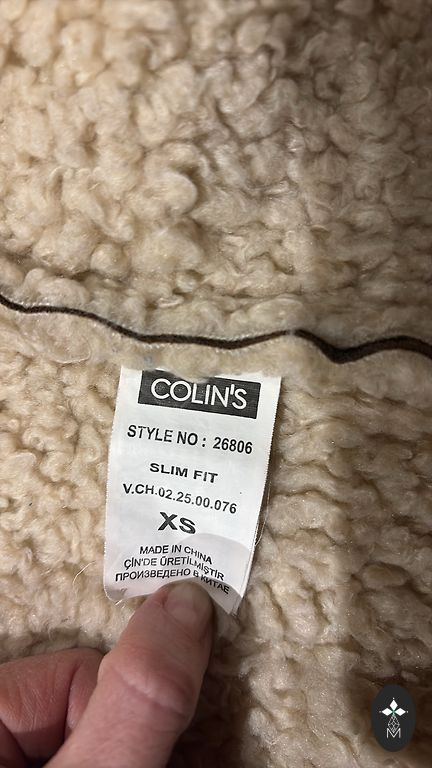 COLIN'S
STYLE NO : 26806
SLIM FIT
V.CH.02.25.00.076
XS
MADE IN CHINA
ÇİN'DE ÜRETİLMİŞTİR
ПРОИЗВЕДЕНО В КИТАЕ
M